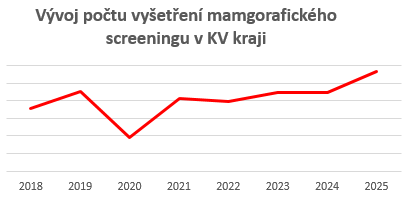 Vývoj počtu vyšetření mamgorafického
screeningu v KV kraji
2018 2019 2020 2021 2022 2023 2024 2025